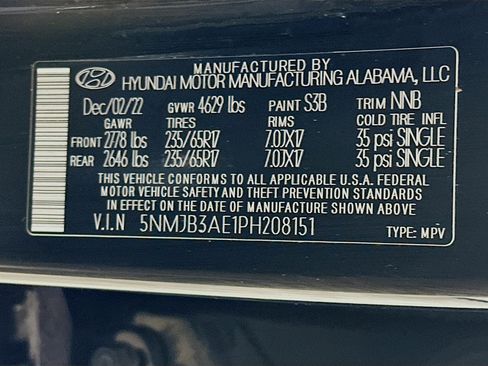 MANUFACTURED BY
HYUNDAI MOTOR MANUFACTURING ALABAMA, LLC
Dec/02/22 GVWR 4629 lbs PAINT S3B TRIM NNB
GAWR TIRES RIMS COLD TIRE INFL
FRONT 2778 lbs 235/65R17 7.0JX17 35 psi SINGLE
REAR 2646 lbs 235/65R17 7.0JX17 35 psi SINGLE
THIS VEHICLE CONFORMS TO ALL APPLICABLE U.S.A. FEDERAL
MOTOR VEHICLE SAFETY AND THEFT PREVENTION STANDARDS
IN EFFECT ON THE DATE OF MANUFACTURE SHOWN ABOVE
V.I.N 5NMJB3AE1PH208151 TYPE: MPV